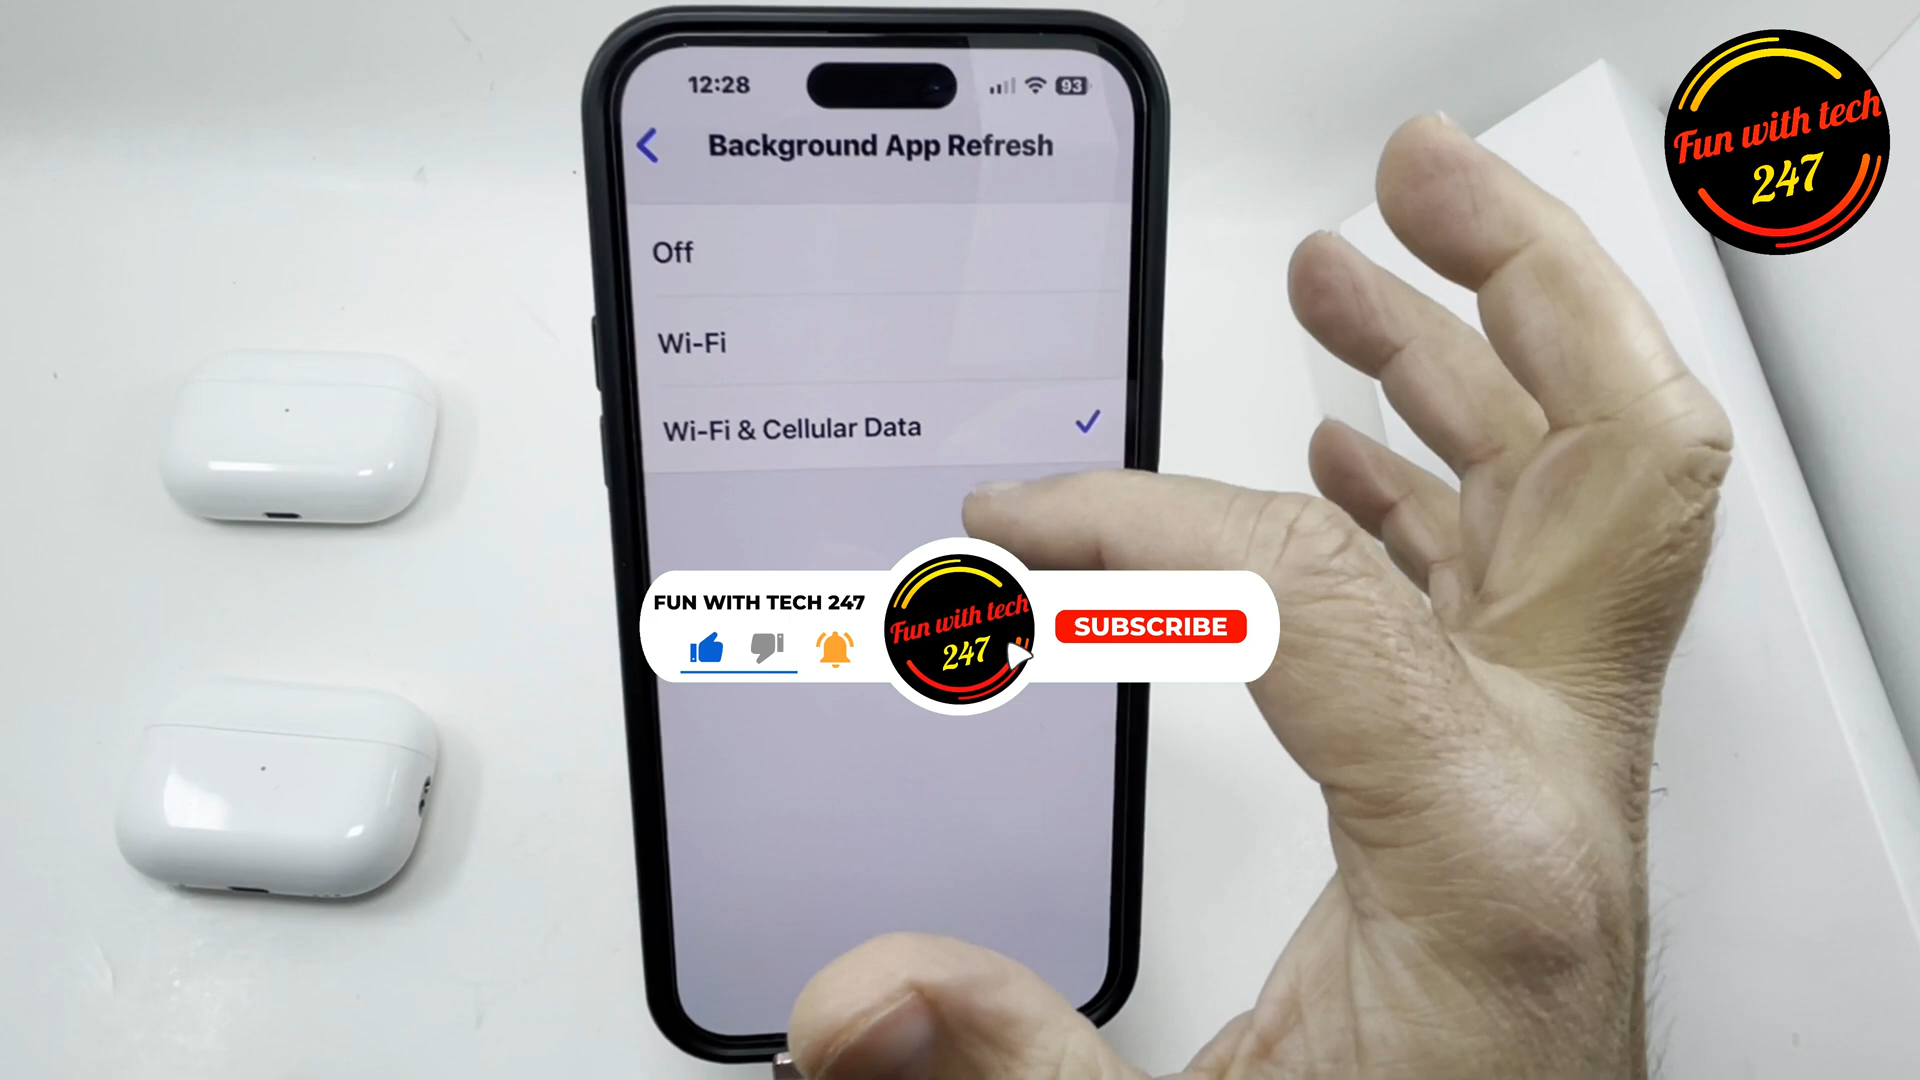 12:28
93
Background App Refresh
Off
Wi-Fi
Wi-Fi & Cellular Data
Fun with tech
247
FUN WITH TECH 247
Fun with tech
247
SUBSCRIBE